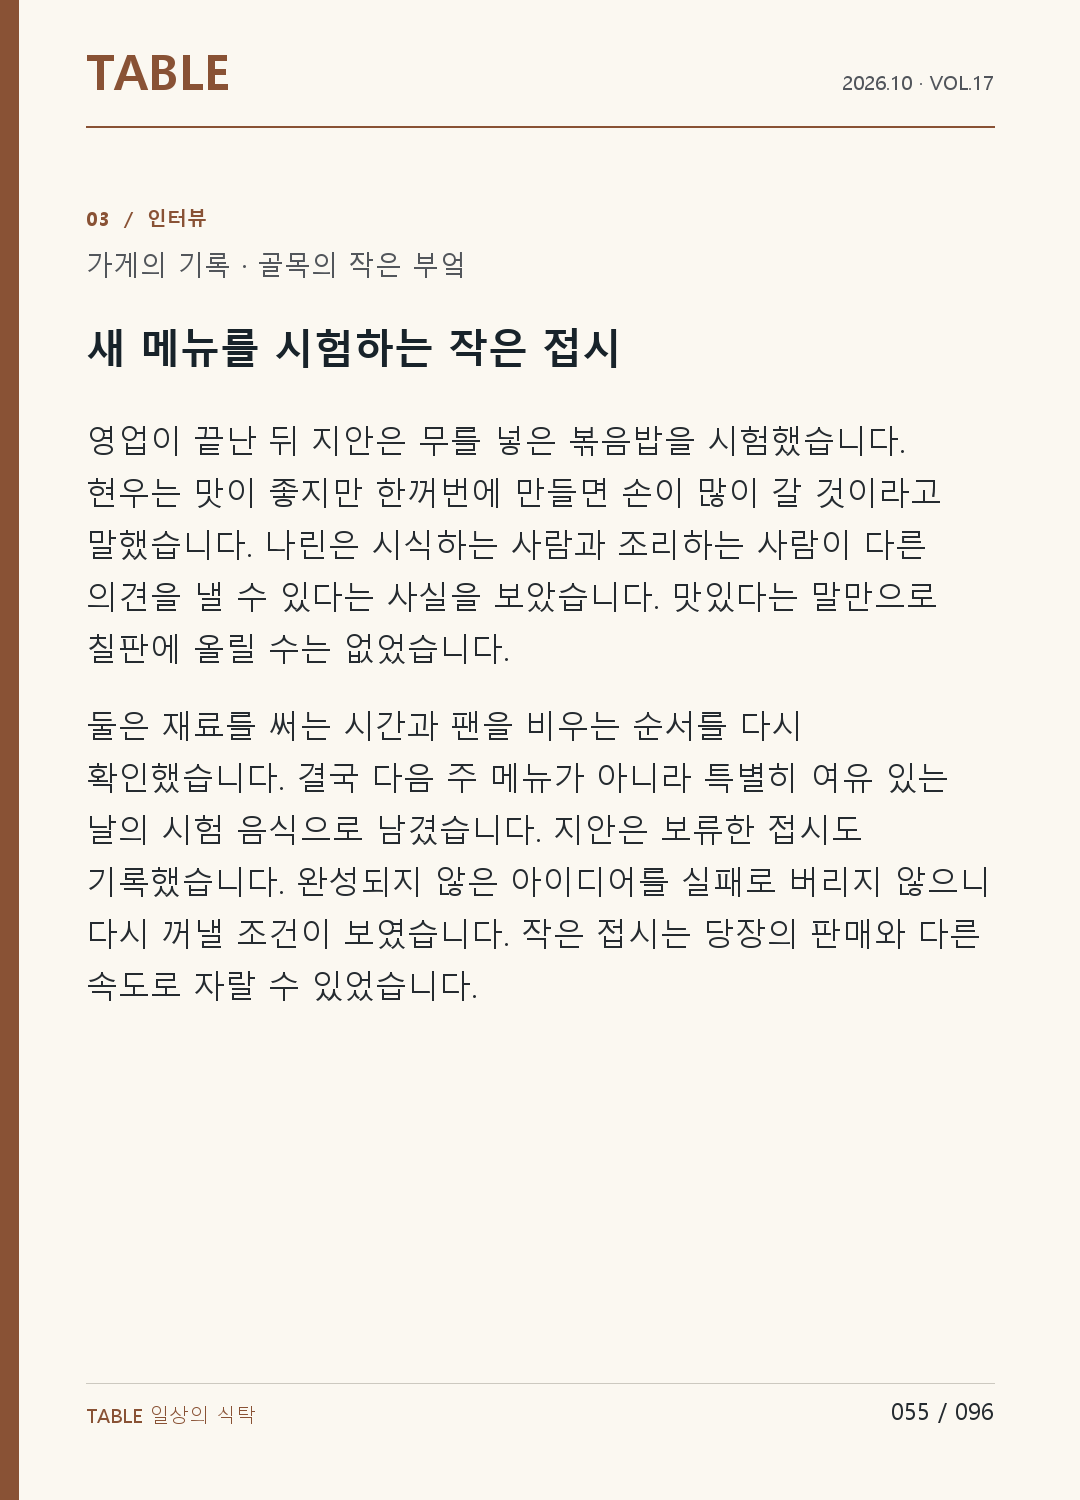 TABLE
2026.10 · VOL.17
03 / 인터뷰
가게의 기록 · 골목의 작은 부엌
새 메뉴를 시험하는 작은 접시
영업이 끝난 뒤 지안은 무를 넣은 볶음밥을 시험했습니다.
현우는 맛이 좋지만 한꺼번에 만들면 손이 많이 갈 것이라고
말했습니다. 나린은 시식하는 사람과 조리하는 사람이 다른
의견을 낼 수 있다는 사실을 보았습니다. 맛있다는 말만으로
칠판에 올릴 수는 없었습니다.
둘은 재료를 써는 시간과 팬을 비우는 순서를 다시
확인했습니다. 결국 다음 주 메뉴가 아니라 특별히 여유 있는
날의 시험 음식으로 남겼습니다. 지안은 보류한 접시도
기록했습니다. 완성되지 않은 아이디어를 실패로 버리지 않으니
다시 꺼낼 조건이 보였습니다. 작은 접시는 당장의 판매와 다른
속도로 자랄 수 있었습니다.
TABLE 일상의 식탁
055 / 096